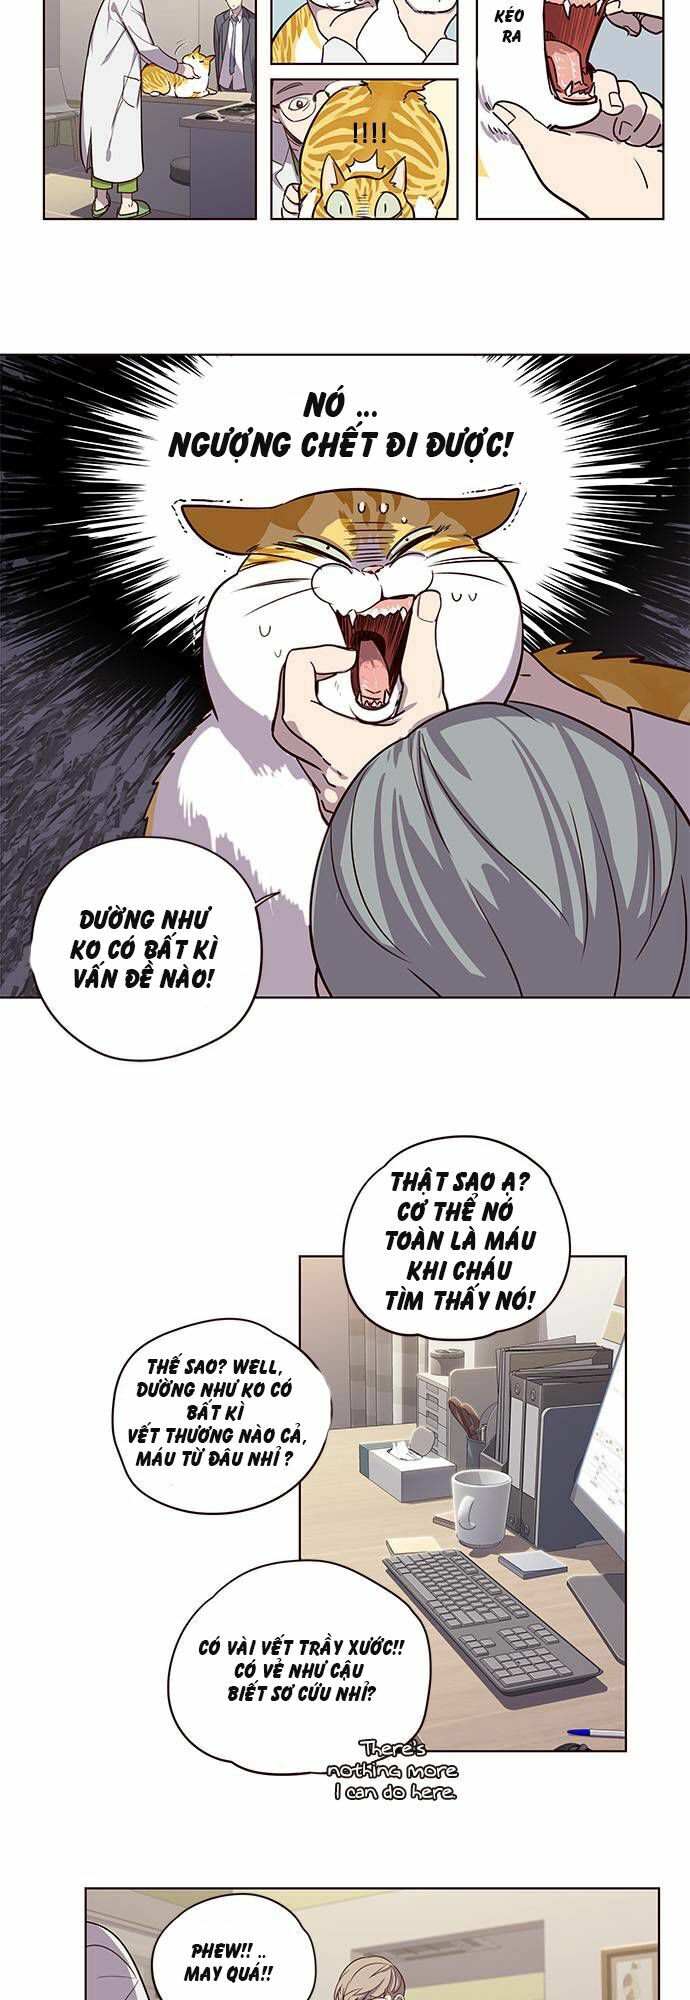 KÉO
RA
!!!!
NÓ ...
NGƯỢNG CHẾT ĐI ĐƯỢC!
DƯỜNG NHƯ
KO CÓ BẤT KÌ
VẤN ĐỀ NÀO!
THẬT SAO Ạ?
CƠ THỂ NÓ
TOÀN LÀ MÁU
KHI CHÁU
TÌM THẤY NÓ!
THẾ SAO? WELL,
DƯỜNG NHƯ KO CÓ
BẤT KÌ
VẾT THƯƠNG NÀO CẢ,
MÁU TỪ ĐÂU NHỈ ?
CÓ VÀI VẾT TRẦY XƯỚC!!
CÓ VẺ NHƯ CẬU
BIẾT SƠ CỨU NHỈ?
There's
nothing more
I can do here.
PHEW!! ..
MAY QUÁ!!